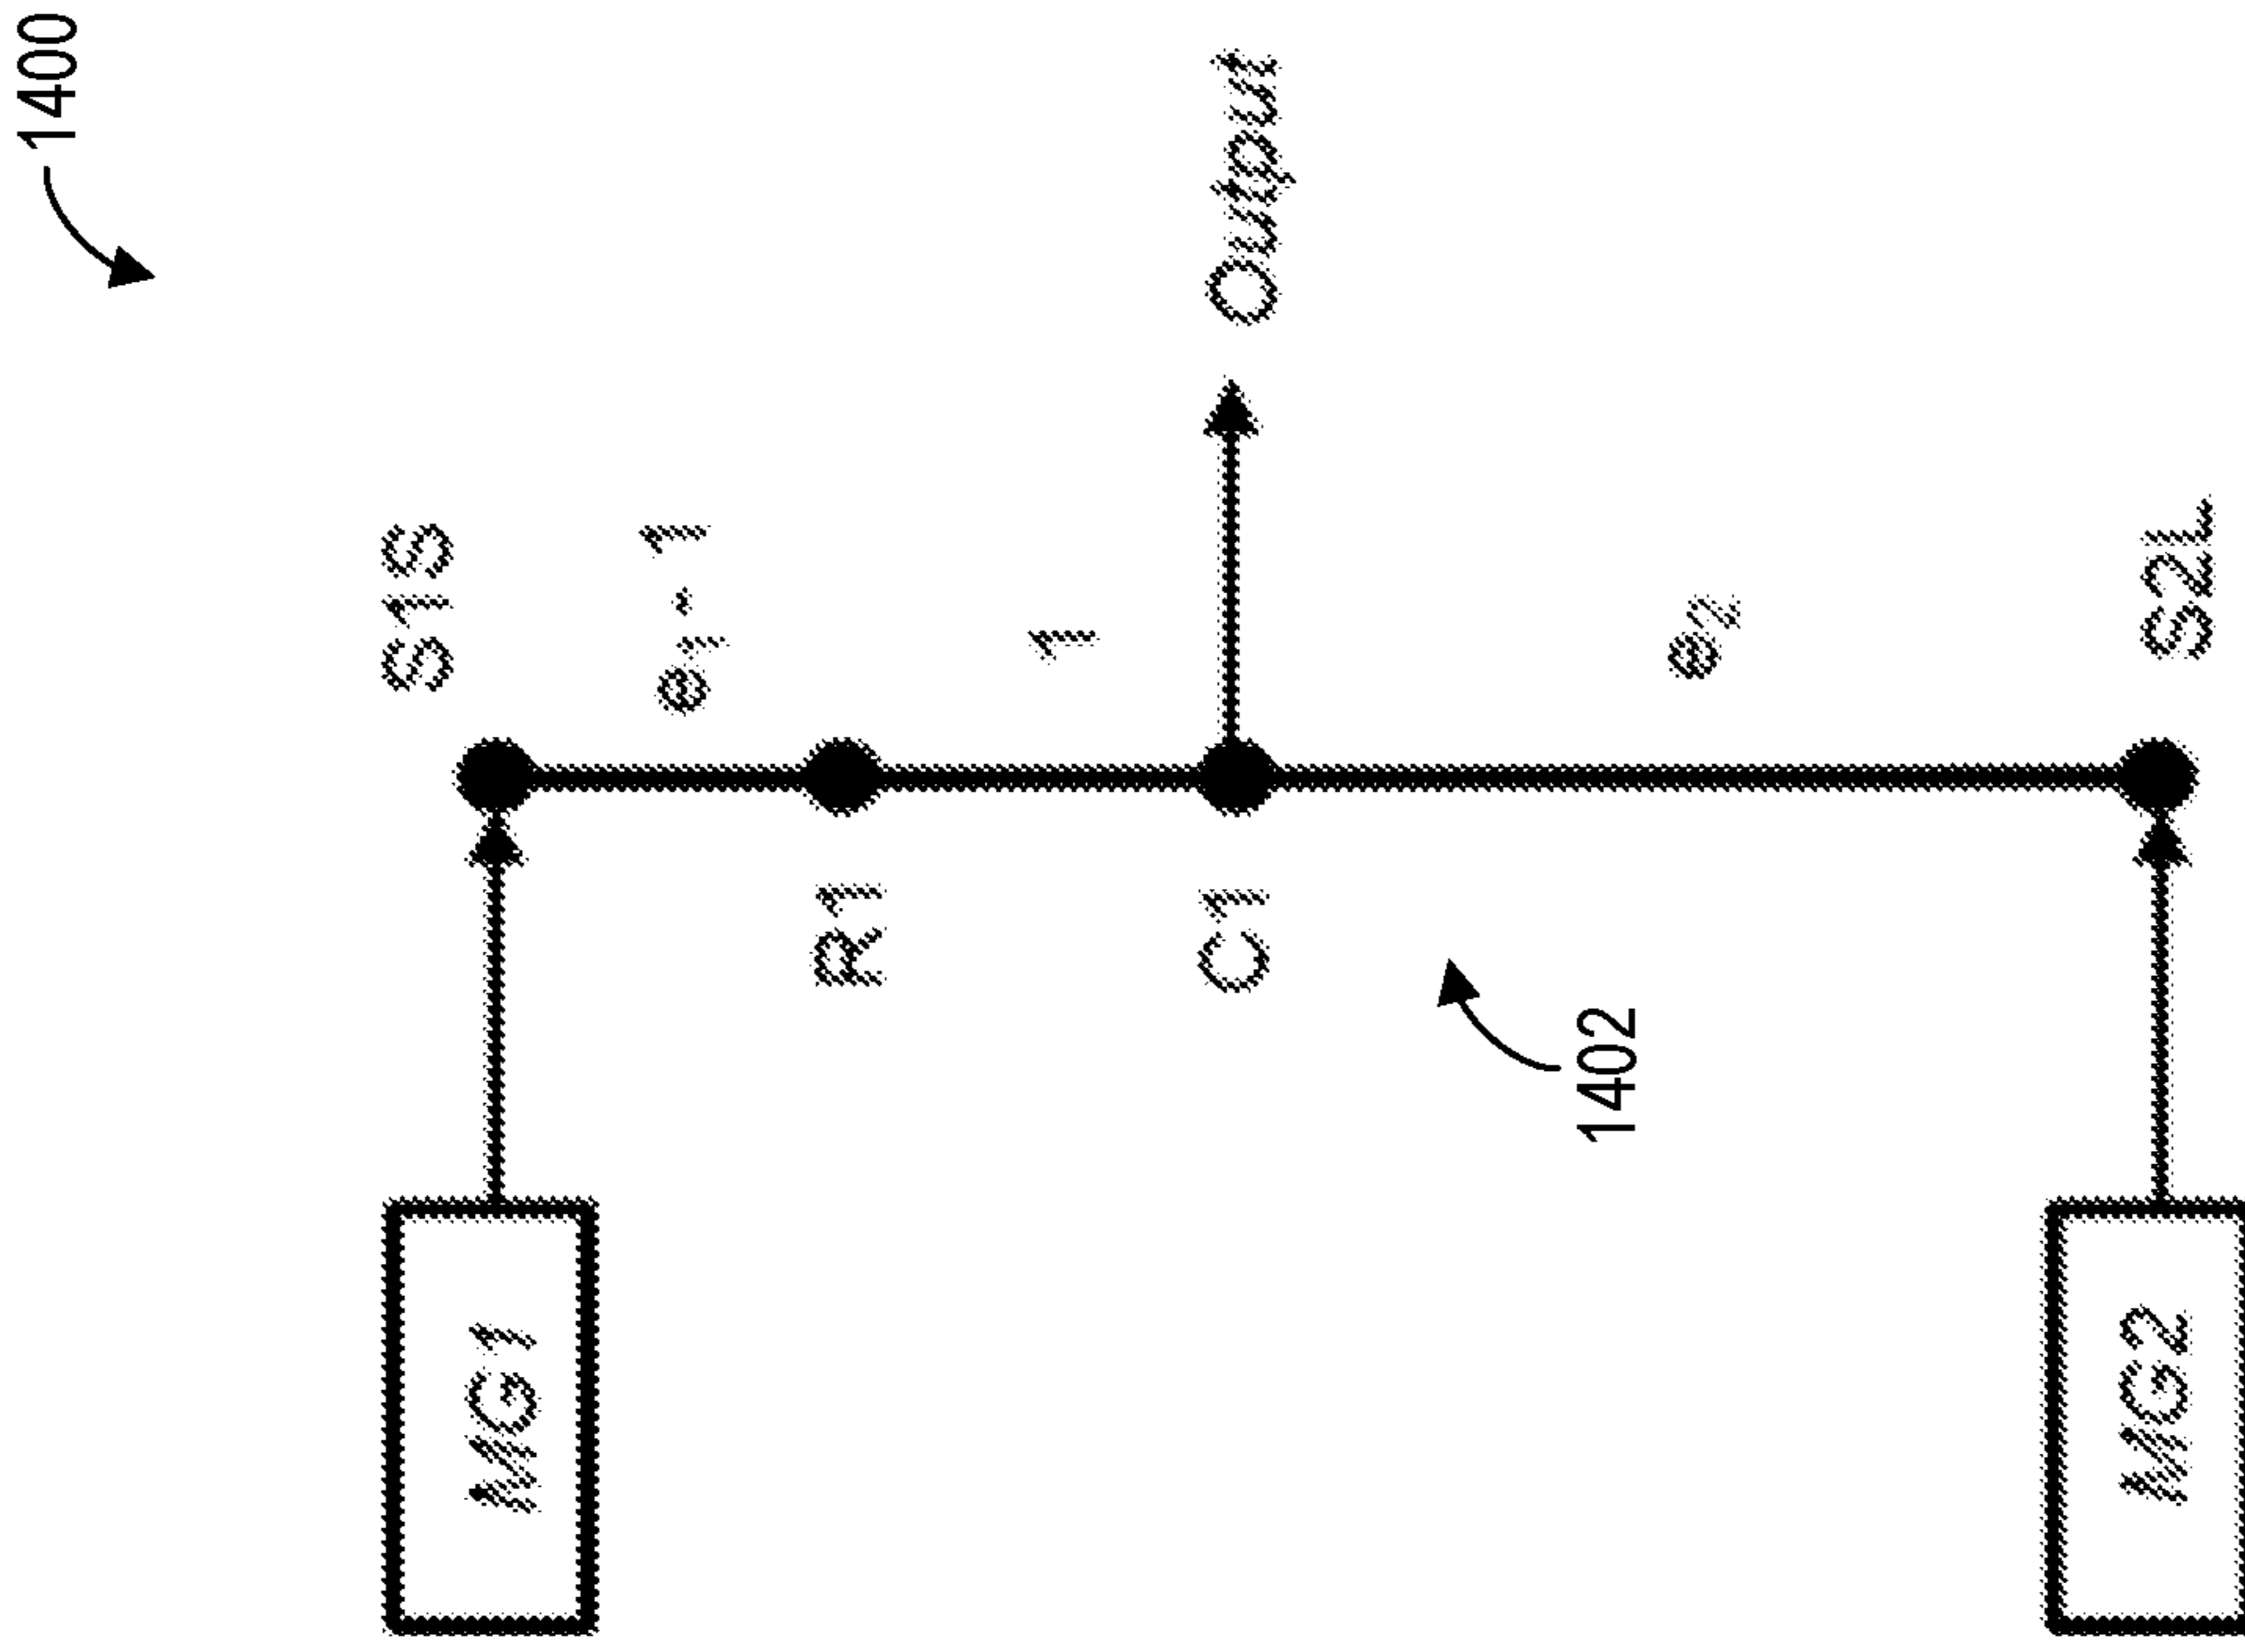 1400
S1S
MG1
e₁ - 1
R1
1
C1
Output
1402
e₂
S2L
MG2